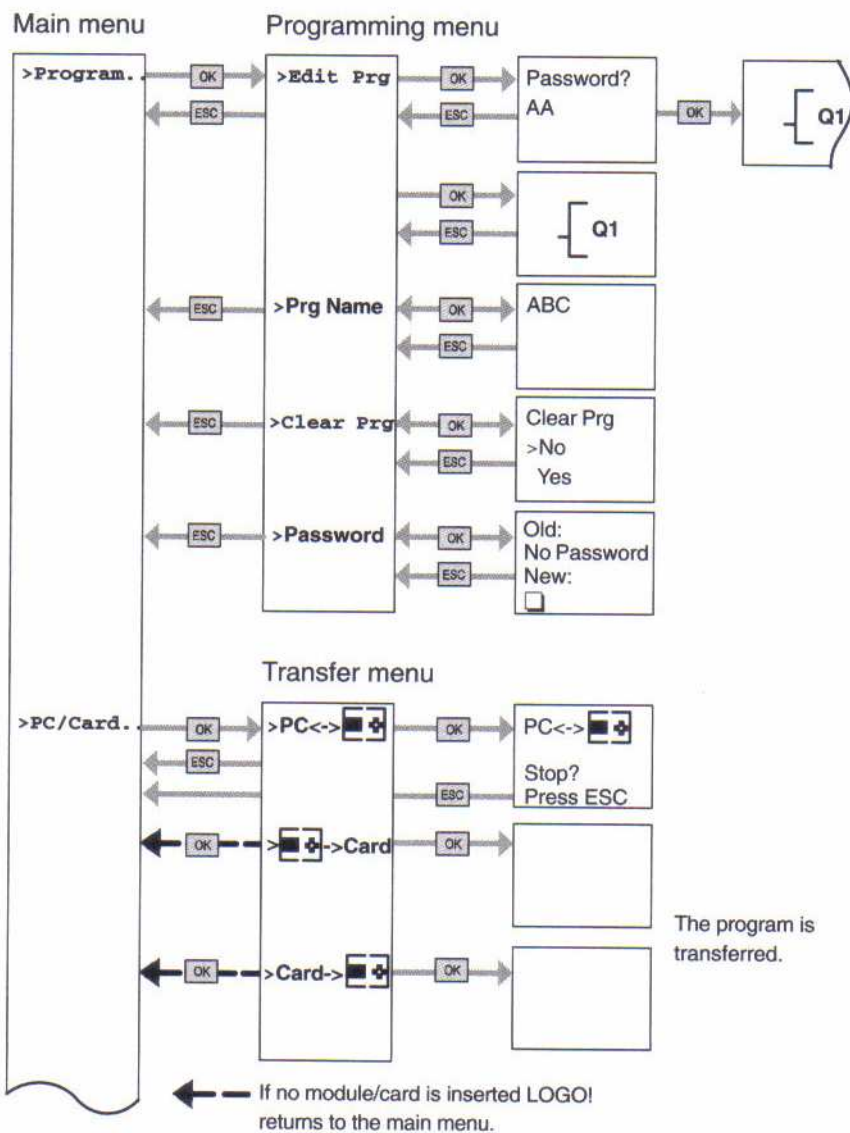 Main menu Programming menu
>Program.. OK >Edit Prg OK Password?
ESC ESC AA OK Q1
OK
ESC Q1
ESC >Prg Name OK ABC
ESC
ESC >Clear Prg OK Clear Prg
>No
ESC Yes
ESC >Password OK Old:
No Password
ESC New:
Transfer menu
>PC/Card.. OK >PC<-> OK PC<->
ESC
Stop?
ESC Press ESC
OK > ->Card OK
The program is
transferred.
OK >Card-> OK
If no module/card is inserted LOGO!
returns to the main menu.